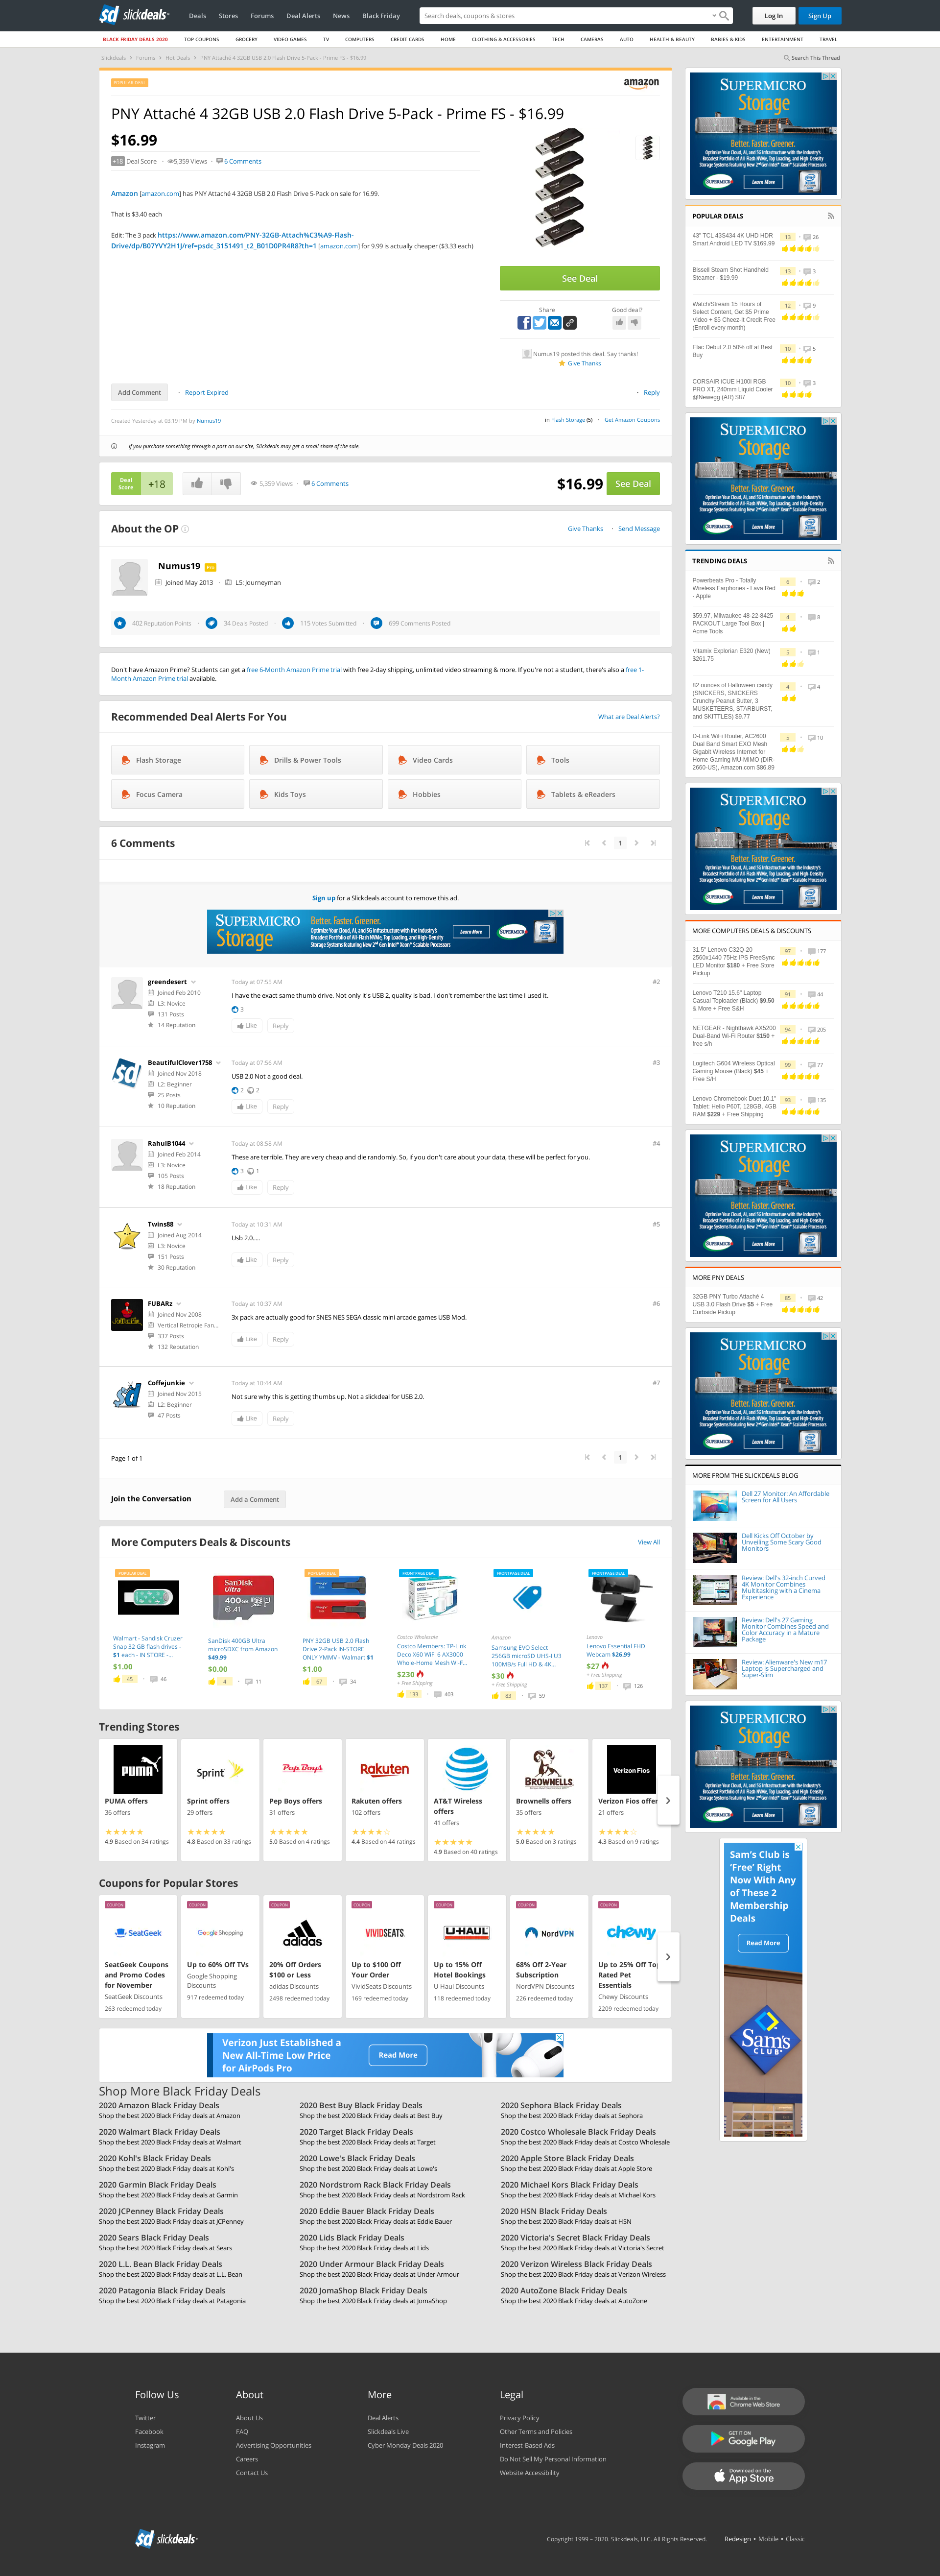 slickdeals
Deals Stores Forums Deal Alerts News Black Friday
Search deals, coupons & stores
Log In Sign Up
BLACK FRIDAY DEALS 2020 TOP COUPONS GROCERY VIDEO GAMES TV COMPUTERS CREDIT CARDS HOME CLOTHING & ACCESSORIES TECH CAMERAS AUTO HEALTH & BEAUTY BABIES & KIDS ENTERTAINMENT TRAVEL
Slickdeals > Forums > Hot Deals > PNY Attaché 4 32GB USB 2.0 Flash Drive 5-Pack - Prime FS - $16.99
Search This Thread
POPULAR DEAL
amazon.com
PNY Attaché 4 32GB USB 2.0 Flash Drive 5-Pack - Prime FS - $16.99
$16.99
+18 Deal Score 5,359 Views 6 Comments
Amazon [amazon.com] has PNY Attaché 4 32GB USB 2.0 Flash Drive 5-Pack on sale for 16.99.
That is $3.40 each
Edit: The 3 pack https://www.amazon.com/PNY-32GB-Attach%C3%A9-Flash-
Drive/dp/B07YVY2H1J/ref=psdc_3151491_t2_B01D0PR4R8?th=1 [amazon.com] for 9.99 is actually cheaper ($3.33 each)
See Deal
Share Good deal?
Numus19 posted this deal. Say thanks!
Give Thanks
Add Comment Report Expired Reply
Created Yesterday at 03:19 PM by Numus19
in Flash Storage (5) Get Amazon Coupons
If you purchase something through a post on our site, Slickdeals may get a small share of the sale.
Deal Score +18
5,359 Views 6 Comments
$16.99 See Deal
About the OP
Give Thanks Send Message
Numus19 Pro
Joined May 2013 L5: Journeyman
402 Reputation Points 34 Deals Posted 115 Votes Submitted 699 Comments Posted
Don't have Amazon Prime? Students can get a free 6-Month Amazon Prime trial with free 2-day shipping, unlimited video streaming & more. If you're not a student, there's also a free 1-
Month Amazon Prime trial available.
Recommended Deal Alerts For You
What are Deal Alerts?
Flash Storage Drills & Power Tools Video Cards Tools
Focus Camera Kids Toys Hobbies Tablets & eReaders
6 Comments
1
Sign up for a Slickdeals account to remove this ad.
SUPERMICRO Storage
Better. Faster. Greener.
Optimize Your Cloud, AI, and 5G Storage with the Industry's
Broadest Portfolio of All-Flash NVMe, Top-Loading, and High-Density
Storage Systems Featuring New 2nd Gen Intel® Xeon® Scalable Processors.
Learn More
greendesert
Joined Feb 2010
L3: Novice
131 Posts
14 Reputation
Today at 07:55 AM #2
I have the exact same thumb drive. Not only it's USB 2, quality is bad. I don't remember the last time I used it.
3
Like Reply
BeautifulClover1758
Joined Nov 2018
L2: Beginner
25 Posts
10 Reputation
Today at 07:56 AM #3
USB 2.0 Not a good deal.
2 2
Like Reply
RahulB1044
Joined Feb 2014
L3: Novice
105 Posts
18 Reputation
Today at 08:58 AM #4
These are terrible. They are very cheap and die randomly. So, if you don't care about your data, these will be perfect for you.
3 1
Like Reply
Twins88
Joined Aug 2014
L3: Novice
151 Posts
30 Reputation
Today at 10:31 AM #5
Usb 2.0.....
Like Reply
FUBARz
Joined Nov 2008
Vertical Retropie Fan...
337 Posts
132 Reputation
Today at 10:37 AM #6
3x pack are actually good for SNES NES SEGA classic mini arcade games USB Mod.
Like Reply
Coffejunkie
Joined Nov 2015
L2: Beginner
47 Posts
Today at 10:44 AM #7
Not sure why this is getting thumbs up. Not a slickdeal for USB 2.0.
Like Reply
Page 1 of 1
1
Join the Conversation Add a Comment
More Computers Deals & Discounts View All
POPULAR DEAL
Walmart - Sandisk Cruzer
Snap 32 GB flash drives -
$1 each - IN STORE -...
$1.00
45 46
SanDisk 400GB Ultra
microSDXC from Amazon
$49.99
$0.00
4 11
POPULAR DEAL
PNY 32GB USB 2.0 Flash
Drive 2-Pack IN-STORE
ONLY YMMV - Walmart $1
$1.00
67 34
FRONTPAGE DEAL
Costco Wholesale
Costco Members: TP-Link
Deco X60 WiFi 6 AX3000
Whole-Home Mesh Wi-F...
$230
+ Free Shipping
133 403
FRONTPAGE DEAL
Amazon
Samsung EVO Select
256GB microSD UHS-I U3
100MB/s Full HD & 4K...
$30
+ Free Shipping
83 59
FRONTPAGE DEAL
Lenovo
Lenovo Essential FHD
Webcam $26.99
$27
+ Free Shipping
137 126
Trending Stores
PUMA offers
36 offers
4.9 Based on 34 ratings
Sprint offers
29 offers
4.8 Based on 33 ratings
Pep Boys offers
31 offers
5.0 Based on 4 ratings
Rakuten offers
102 offers
4.4 Based on 44 ratings
AT&T Wireless
offers
41 offers
4.9 Based on 40 ratings
Brownells offers
35 offers
5.0 Based on 3 ratings
Verizon Fios offer
21 offers
4.3 Based on 9 ratings
Coupons for Popular Stores
COUPON
SeatGeek
SeatGeek Coupons
and Promo Codes
for November
SeatGeek Discounts
263 redeemed today
COUPON
Google Shopping
Up to 60% Off TVs
Google Shopping
Discounts
917 redeemed today
COUPON
adidas
20% Off Orders
$100 or Less
adidas Discounts
2498 redeemed today
COUPON
VIVIDSEATS
Up to $100 Off
Your Order
VividSeats Discounts
169 redeemed today
COUPON
U-HAUL
Up to 15% Off
Hotel Bookings
U-Haul Discounts
118 redeemed today
COUPON
NordVPN
68% Off 2-Year
Subscription
NordVPN Discounts
226 redeemed today
COUPON
chewy
Up to 25% Off Top
Rated Pet
Essentials
Chewy Discounts
2209 redeemed today
Verizon Just Established a
New All-Time Low Price
for AirPods Pro
Read More
Shop More Black Friday Deals
2020 Amazon Black Friday Deals
Shop the best 2020 Black Friday deals at Amazon
2020 Best Buy Black Friday Deals
Shop the best 2020 Black Friday deals at Best Buy
2020 Sephora Black Friday Deals
Shop the best 2020 Black Friday deals at Sephora
2020 Walmart Black Friday Deals
Shop the best 2020 Black Friday deals at Walmart
2020 Target Black Friday Deals
Shop the best 2020 Black Friday deals at Target
2020 Costco Wholesale Black Friday Deals
Shop the best 2020 Black Friday deals at Costco Wholesale
2020 Kohl's Black Friday Deals
Shop the best 2020 Black Friday deals at Kohl's
2020 Lowe's Black Friday Deals
Shop the best 2020 Black Friday deals at Lowe's
2020 Apple Store Black Friday Deals
Shop the best 2020 Black Friday deals at Apple Store
2020 Garmin Black Friday Deals
Shop the best 2020 Black Friday deals at Garmin
2020 Nordstrom Rack Black Friday Deals
Shop the best 2020 Black Friday deals at Nordstrom Rack
2020 Michael Kors Black Friday Deals
Shop the best 2020 Black Friday deals at Michael Kors
2020 JCPenney Black Friday Deals
Shop the best 2020 Black Friday deals at JCPenney
2020 Eddie Bauer Black Friday Deals
Shop the best 2020 Black Friday deals at Eddie Bauer
2020 HSN Black Friday Deals
Shop the best 2020 Black Friday deals at HSN
2020 Sears Black Friday Deals
Shop the best 2020 Black Friday deals at Sears
2020 Lids Black Friday Deals
Shop the best 2020 Black Friday deals at Lids
2020 Victoria's Secret Black Friday Deals
Shop the best 2020 Black Friday deals at Victoria's Secret
2020 L.L. Bean Black Friday Deals
Shop the best 2020 Black Friday deals at L.L. Bean
2020 Under Armour Black Friday Deals
Shop the best 2020 Black Friday deals at Under Armour
2020 Verizon Wireless Black Friday Deals
Shop the best 2020 Black Friday deals at Verizon Wireless
2020 Patagonia Black Friday Deals
Shop the best 2020 Black Friday deals at Patagonia
2020 JomaShop Black Friday Deals
Shop the best 2020 Black Friday deals at JomaShop
2020 AutoZone Black Friday Deals
Shop the best 2020 Black Friday deals at AutoZone
SUPERMICRO
Storage
Better. Faster. Greener.
Learn More
POPULAR DEALS
43" TCL 43S434 4K UHD HDR
Smart Android LED TV $169.99
13 26
Bissell Steam Shot Handheld
Steamer - $19.99
13 3
Watch/Stream 15 Hours of
Select Content, Get $5 Prime
Video + $5 Cheez-It Credit Free
(Enroll every month)
12 9
Elac Debut 2.0 50% off at Best
Buy
10 5
CORSAIR iCUE H100i RGB
PRO XT, 240mm Liquid Cooler
@Newegg (AR) $87
10 3
TRENDING DEALS
Powerbeats Pro - Totally
Wireless Earphones - Lava Red
- Apple
6 2
$59.97, Milwaukee 48-22-8425
PACKOUT Large Tool Box |
Acme Tools
4 8
Vitamix Explorian E320 (New)
$261.75
5 1
82 ounces of Halloween candy
(SNICKERS, SNICKERS
Crunchy Peanut Butter, 3
MUSKETEERS, STARBURST,
and SKITTLES) $9.77
4 4
D-Link WiFi Router, AC2600
Dual Band Smart EXO Mesh
Gigabit Wireless Internet for
Home Gaming MU-MIMO (DIR-
2660-US), Amazon.com $86.89
5 10
MORE COMPUTERS DEALS & DISCOUNTS
31.5" Lenovo C32Q-20
2560x1440 75Hz IPS FreeSync
LED Monitor $180 + Free Store
Pickup
97 177
Lenovo T210 15.6" Laptop
Casual Toploader (Black) $9.50
& More + Free S&H
91 44
NETGEAR - Nighthawk AX5200
Dual-Band Wi-Fi Router $150 +
free s/h
94 205
Logitech G604 Wireless Optical
Gaming Mouse (Black) $45 +
Free S/H
99 77
Lenovo Chromebook Duet 10.1"
Tablet: Helio P60T, 128GB, 4GB
RAM $229 + Free Shipping
93 135
MORE PNY DEALS
32GB PNY Turbo Attaché 4
USB 3.0 Flash Drive $5 + Free
Curbside Pickup
85 42
MORE FROM THE SLICKDEALS BLOG
Dell 27 Monitor: An Affordable
Screen for All Users
Dell Kicks Off October by
Unveiling Some Scary Good
Monitors
Review: Dell's 32-inch Curved
4K Monitor Combines
Multitasking with a Cinema
Experience
Review: Dell's 27 Gaming
Monitor Combines Speed and
Color Accuracy in a Mature
Package
Review: Alienware's New m17
Laptop is Supercharged and
Super-Slim
Sam's Club is
'Free' Right
Now With Any
of These 2
Membership
Deals
Read More
Sam's
CLUB
Follow Us
Twitter
Facebook
Instagram
About
About Us
FAQ
Advertising Opportunities
Careers
Contact Us
More
Deal Alerts
Slickdeals Live
Cyber Monday Deals 2020
Legal
Privacy Policy
Other Terms and Policies
Interest-Based Ads
Do Not Sell My Personal Information
Website Accessibility
Available in the
Chrome Web Store
GET IT ON
Google Play
Download on the
App Store
slickdeals
Copyright 1999 – 2020. Slickdeals, LLC. All Rights Reserved. Redesign • Mobile • Classic